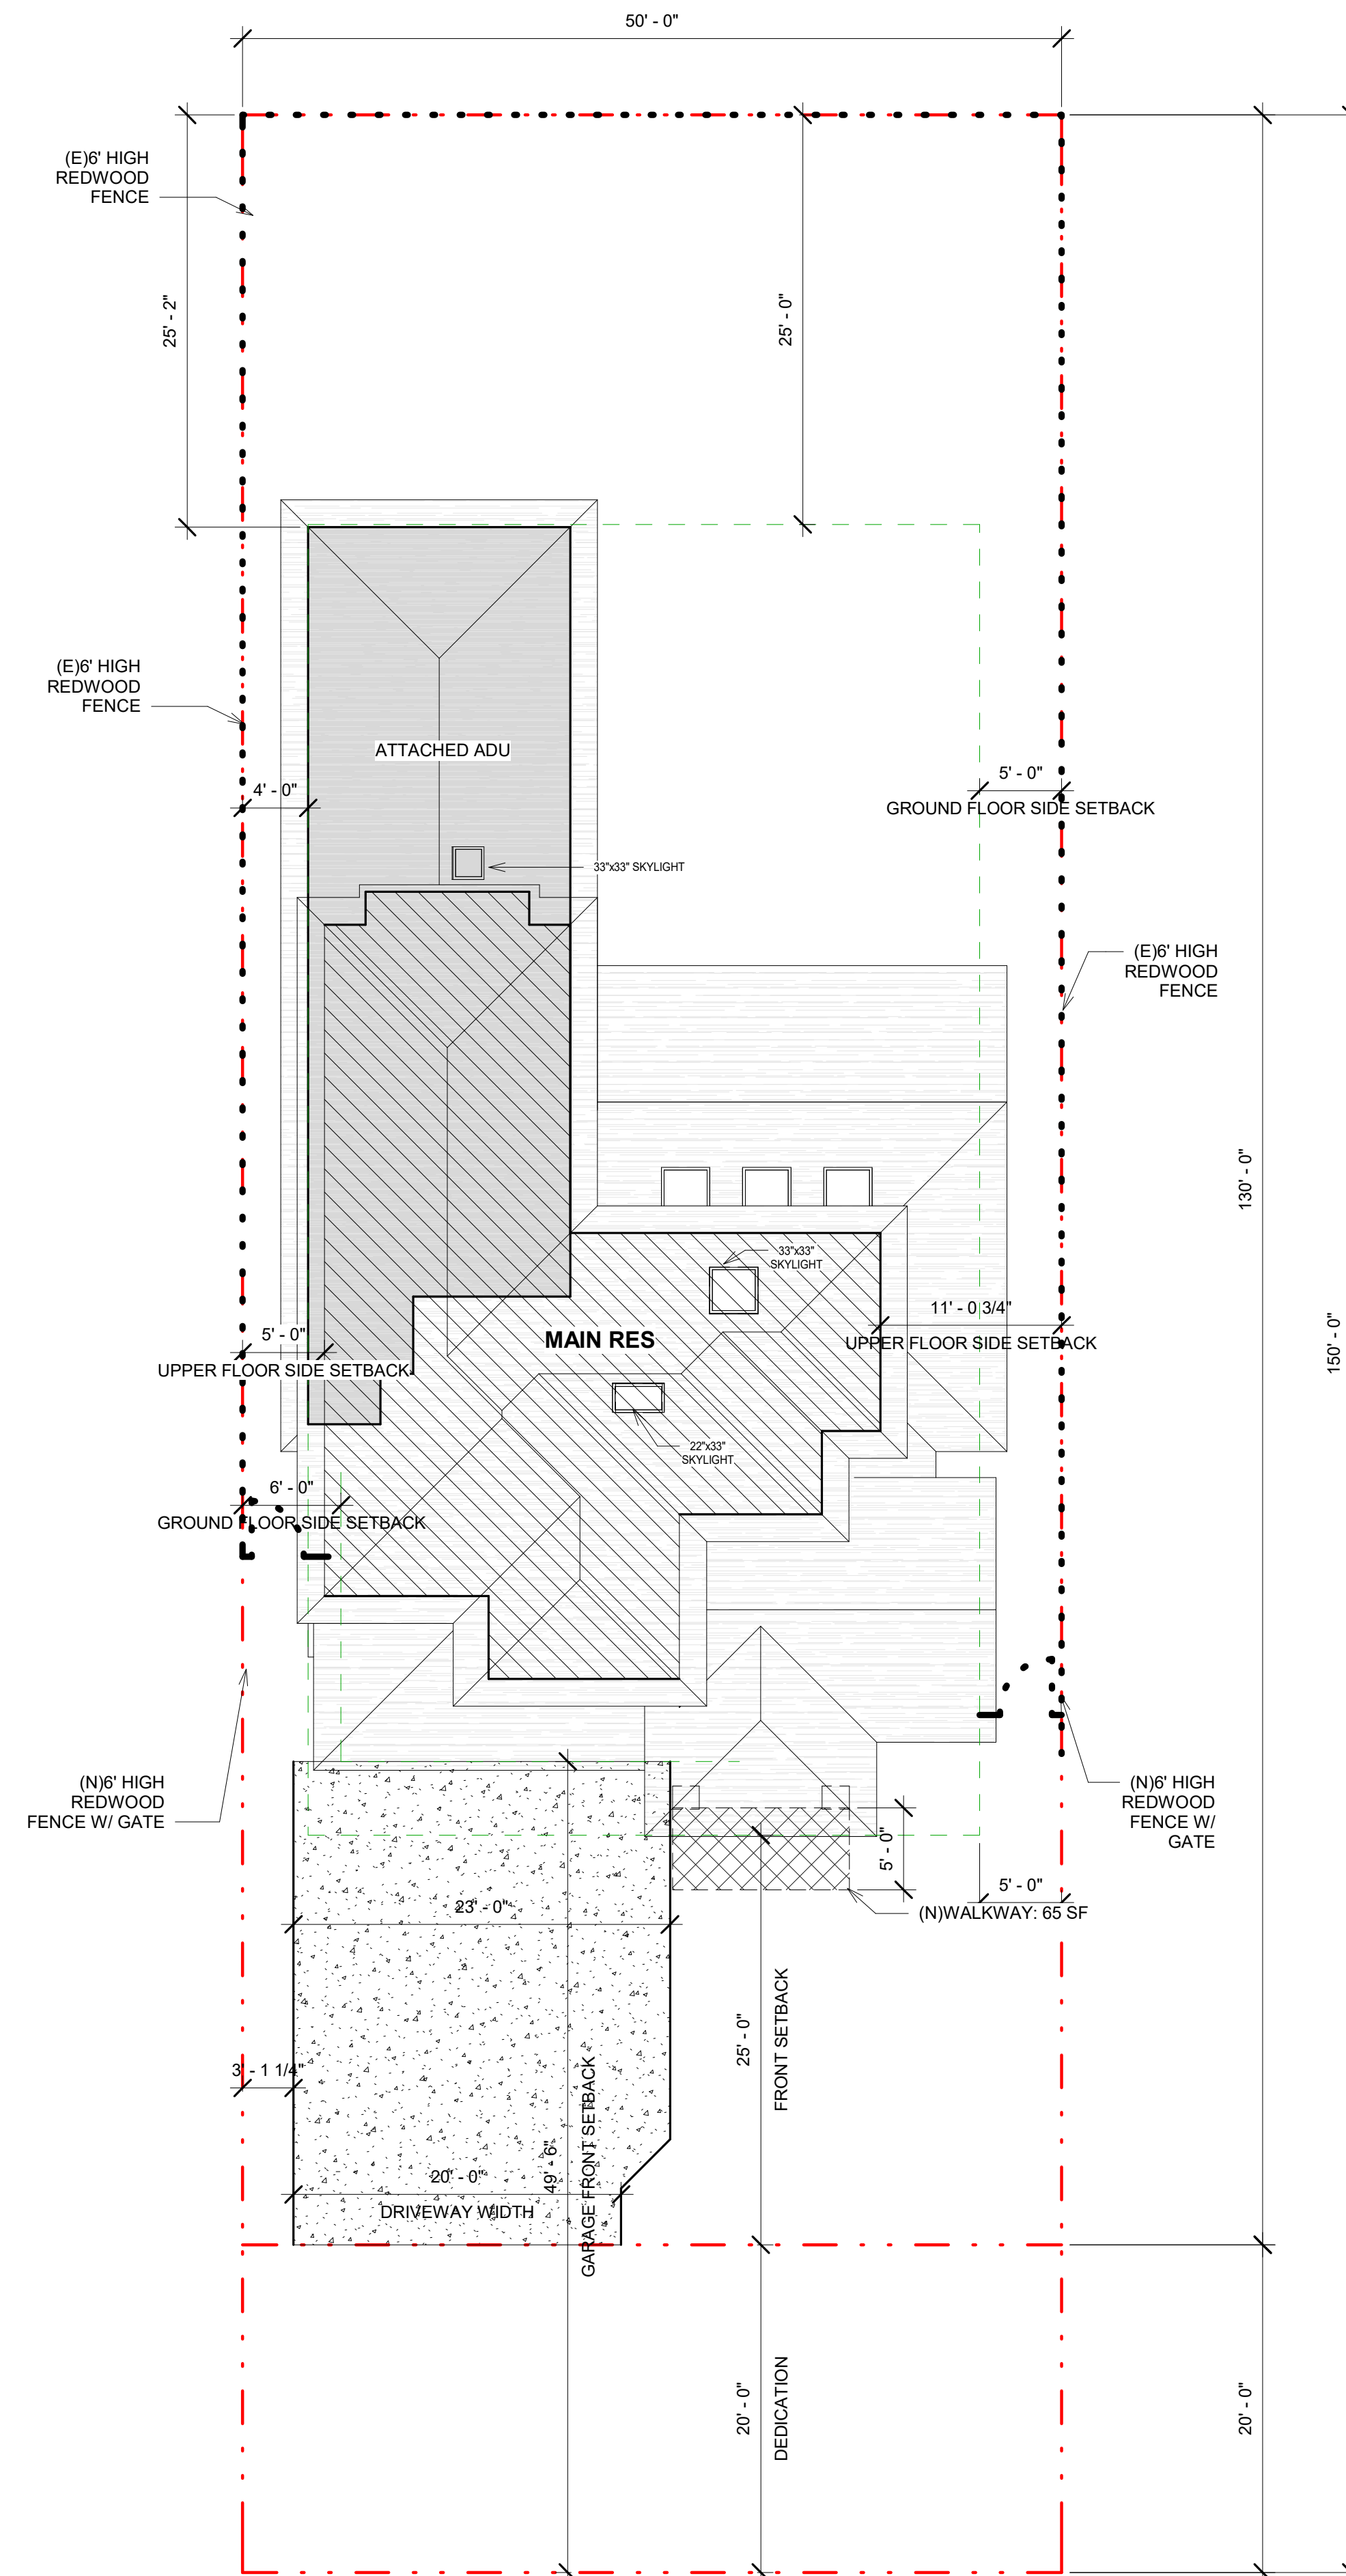 50' - 0"
(E)6' HIGH
REDWOOD
FENCE
25' - 2"
25' - 0"
(E)6' HIGH
REDWOOD
FENCE
ATTACHED ADU
4' - 0"
5' - 0"
GROUND FLOOR SIDE SETBACK
33"x33" SKYLIGHT
(E)6' HIGH
REDWOOD
FENCE
130' - 0"
150' - 0"
33"x33"
SKYLIGHT
MAIN RES
11' - 0 3/4"
UPPER FLOOR SIDE SETBACK
5' - 0"
UPPER FLOOR SIDE SETBACK
22"x33"
SKYLIGHT
6' - 0"
GROUND FLOOR SIDE SETBACK
(N)6' HIGH
REDWOOD
FENCE W/ GATE
(N)6' HIGH
REDWOOD
FENCE W/
GATE
5' - 0"
5' - 0"
(N)WALKWAY: 65 SF
23' - 0"
25' - 0"
FRONT SETBACK
3' - 1 1/4"
49' - 6"
GARAGE FRONT SETBACK
20' - 0"
DRIVEWAY WIDTH
20' - 0"
DEDICATION
20' - 0"